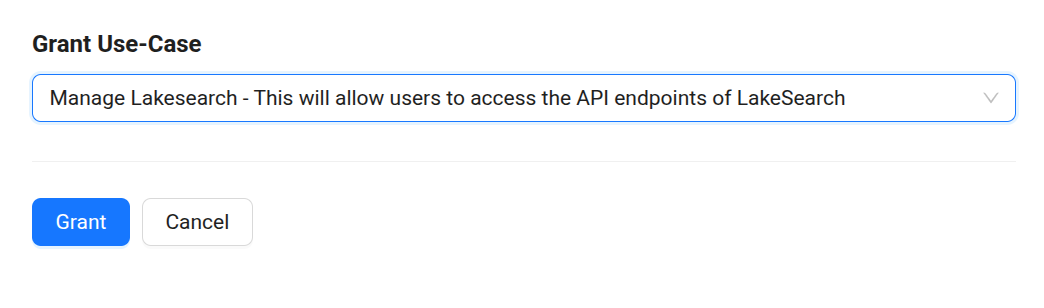 Grant Use-Case
Manage Lakesearch - This will allow users to access the API endpoints of LakeSearch
Grant
Cancel